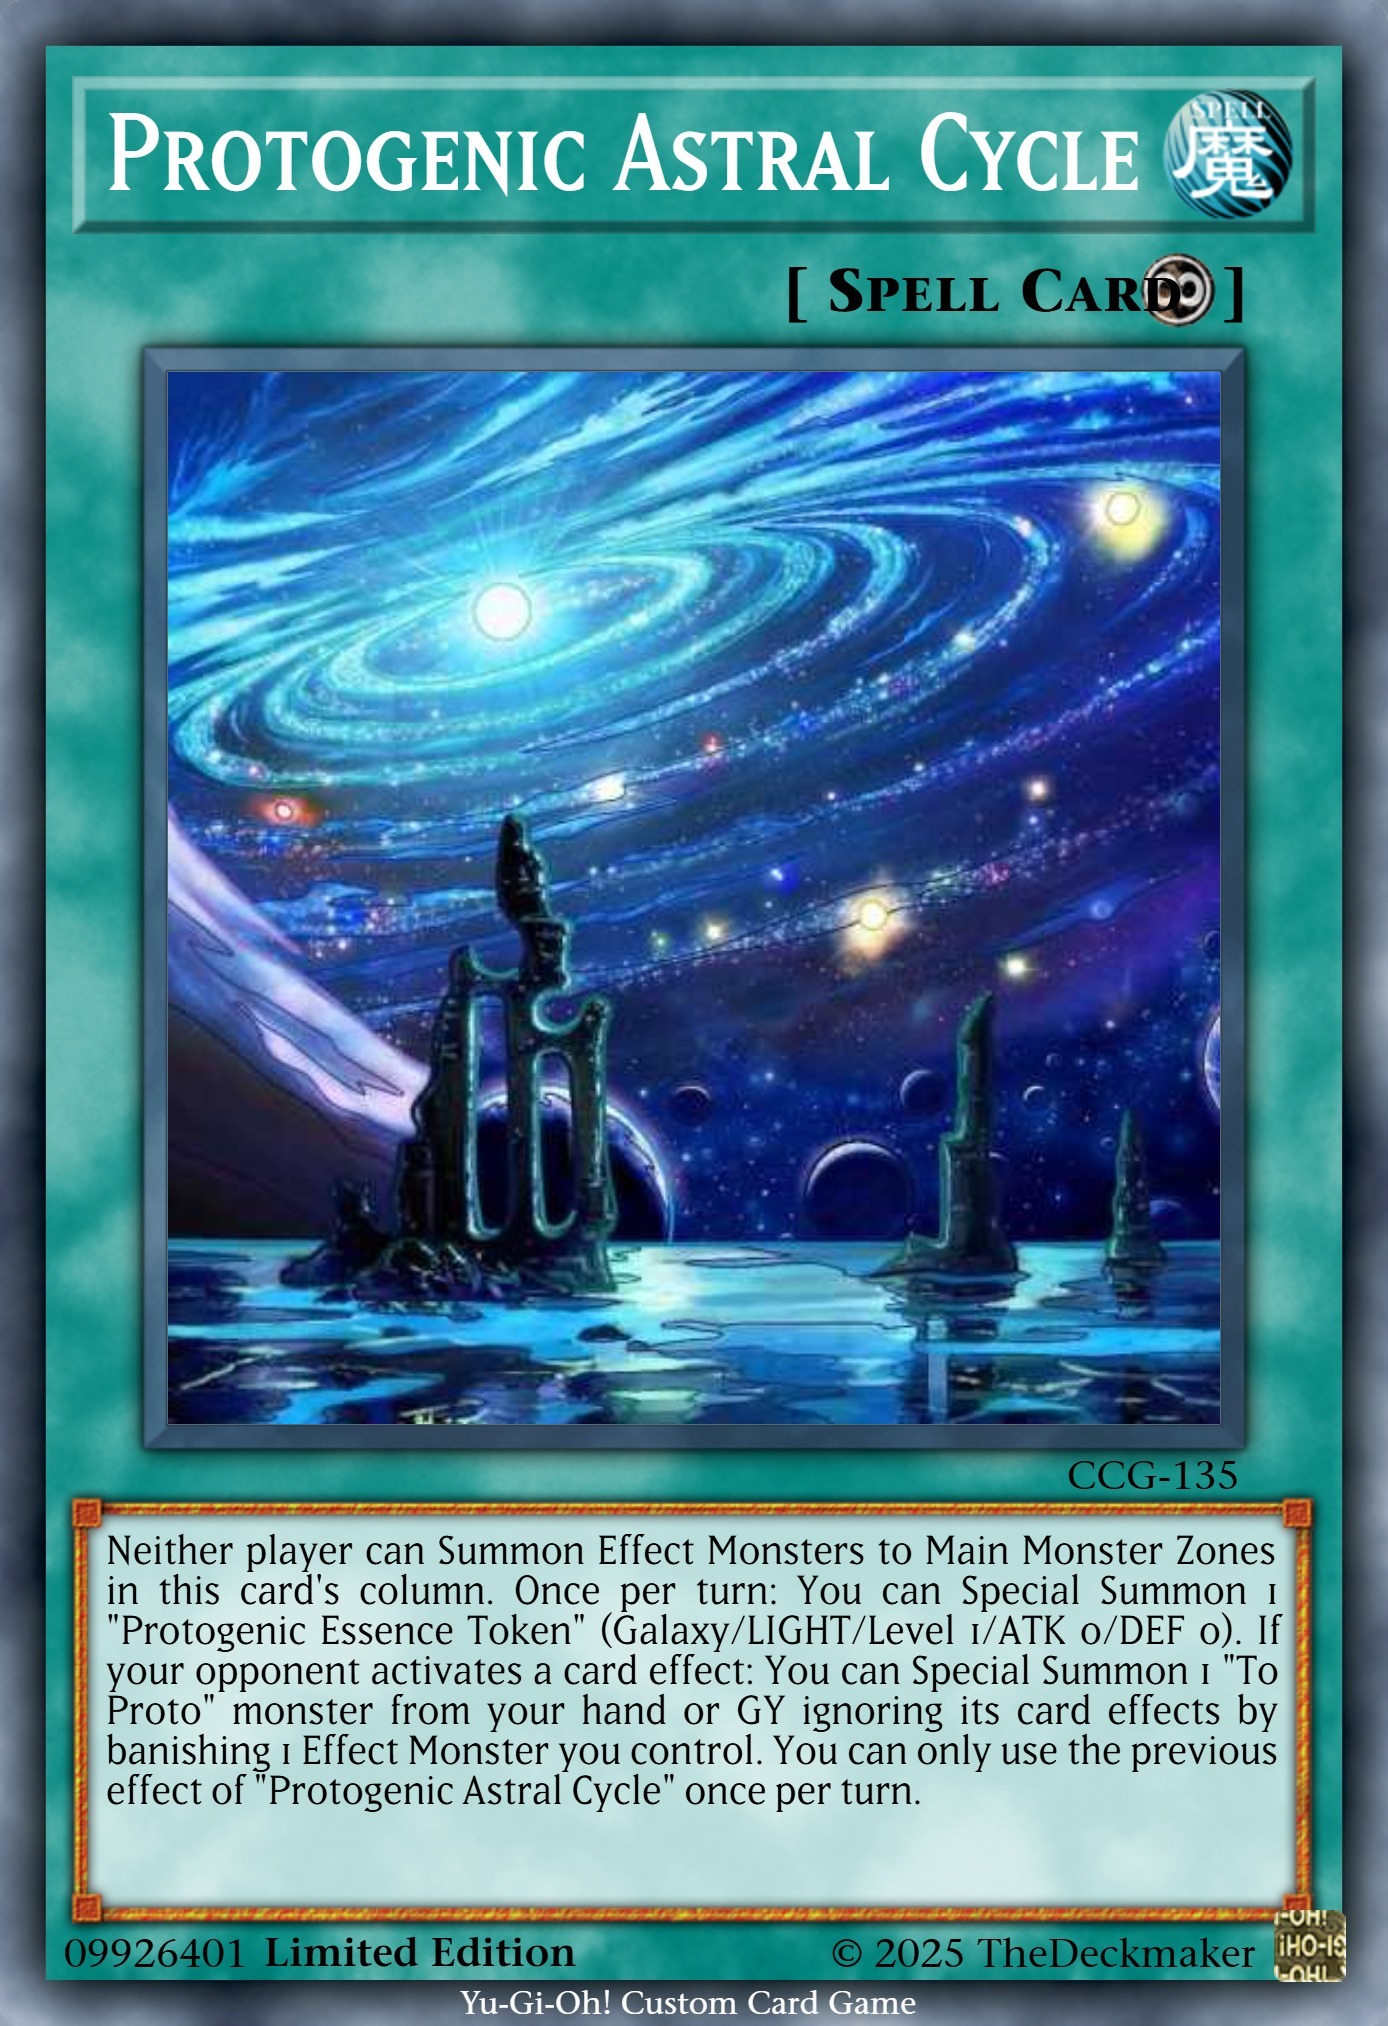 Protogenic Astral Cycle
SPELL
魔
[ Spell Card ]
CCG-135
Neither player can Summon Effect Monsters to Main Monster Zones
in this card's column. Once per turn: You can Special Summon 1
"Protogenic Essence Token" (Galaxy/LIGHT/Level 1/ATK 0/DEF 0). If
your opponent activates a card effect: You can Special Summon 1 "To
Proto" monster from your hand or GY ignoring its card effects by
banishing 1 Effect Monster you control. You can only use the previous
effect of "Protogenic Astral Cycle" once per turn.
09926401 Limited Edition
© 2025 TheDeckmaker
Yu-Gi-Oh! Custom Card Game